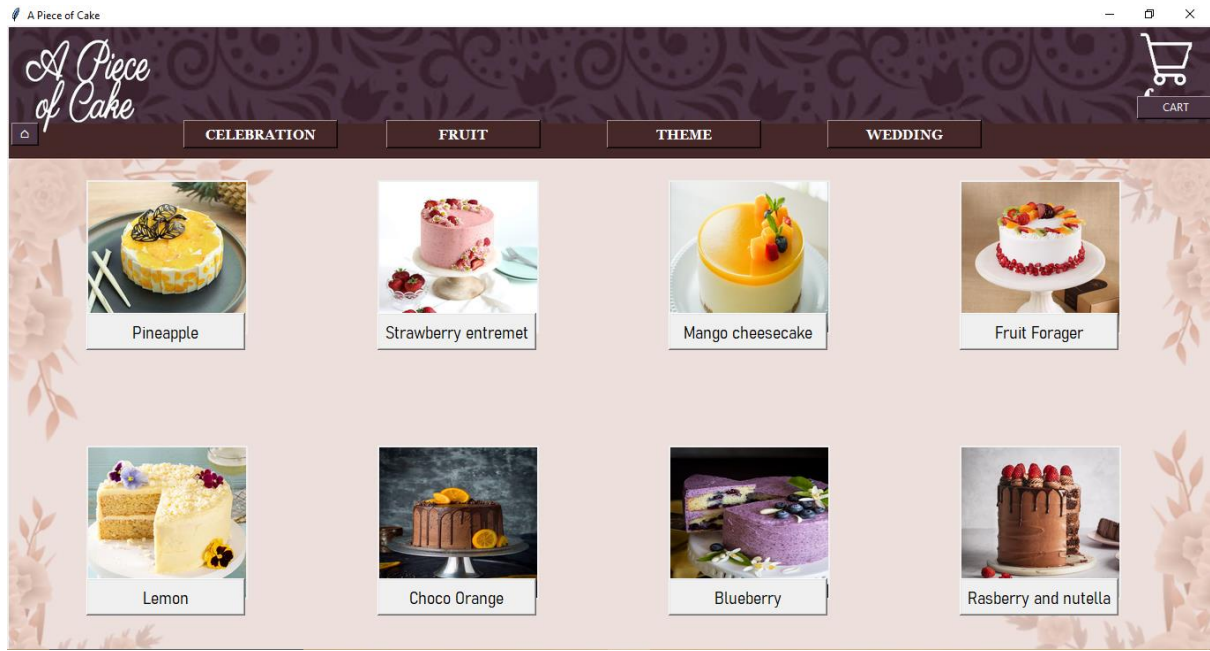 A Piece of Cake
A Piece
of Cake
CART
CELEBRATION
FRUIT
THEME
WEDDING
Pineapple
Strawberry entremet
Mango cheesecake
Fruit Forager
Lemon
Choco Orange
Blueberry
Rasberry and nutella